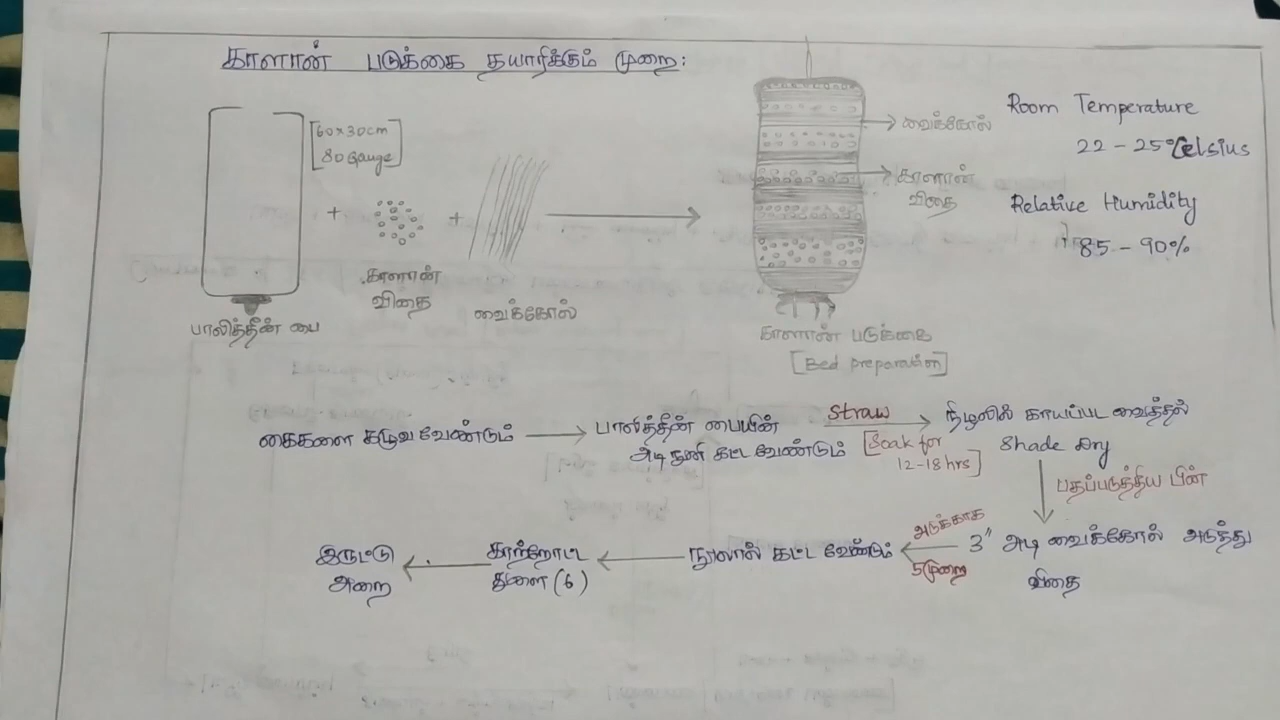 காளான் படுக்கை தயாரிக்கும் முறை:
[60x30cm
80 Gauge]
+
+
காளான்
விதை
வைக்கோல்
பாலித்தீன் பை
வைக்கோல்
காளான்
விதை
காளான் படுக்கை
[Bed preparation]
Room Temperature
22 - 25°Celsius
Relative Humidity
85 - 90%
கைகளை கழுவ வேண்டும்
பாலித்தீன் பையின்
அடி நுனி கட்ட வேண்டும்
Straw
[Soak for
12-18 hrs]
நிழலில் காயப்பட வைத்தல்
Shade Dry
பதப்படுத்திய பின்
3" அடி வைக்கோல் அடுத்து
விதை
அடுக்காக
5முறை
நூலால் கட்ட வேண்டும்
காற்றோட்ட
துளை (6)
இருட்டு
அறை